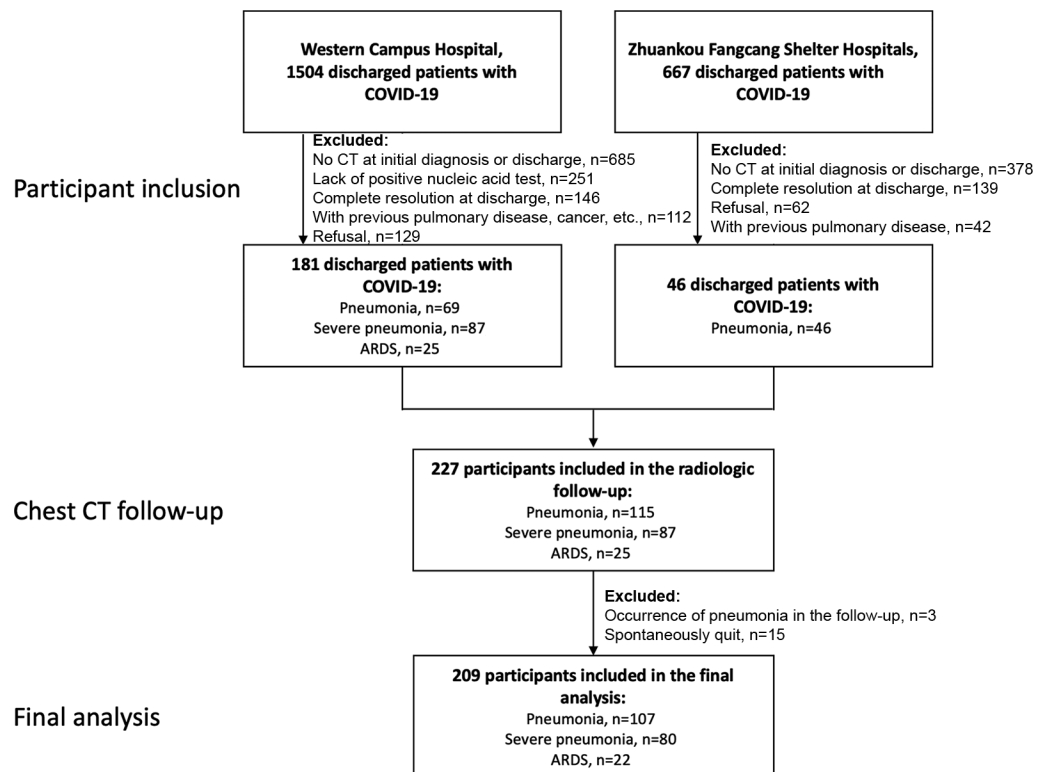 Western Campus Hospital,
1504 discharged patients with
COVID-19
Zhuankou Fangcang Shelter Hospitals,
667 discharged patients with
COVID-19
Participant inclusion
Excluded:
No CT at initial diagnosis or discharge, n=685
Lack of positive nucleic acid test, n=251
Complete resolution at discharge, n=146
With previous pulmonary disease, cancer, etc., n=112
Refusal, n=129
Excluded:
No CT at initial diagnosis or discharge, n=378
Complete resolution at discharge, n=139
Refusal, n=62
With previous pulmonary disease, n=42
181 discharged patients with
COVID-19:
Pneumonia, n=69
Severe pneumonia, n=87
ARDS, n=25
46 discharged patients with
COVID-19:
Pneumonia, n=46
Chest CT follow-up
227 participants included in the radiologic
follow-up:
Pneumonia, n=115
Severe pneumonia, n=87
ARDS, n=25
Excluded:
Occurrence of pneumonia in the follow-up, n=3
Spontaneously quit, n=15
Final analysis
209 participants included in the final
analysis:
Pneumonia, n=107
Severe pneumonia, n=80
ARDS, n=22